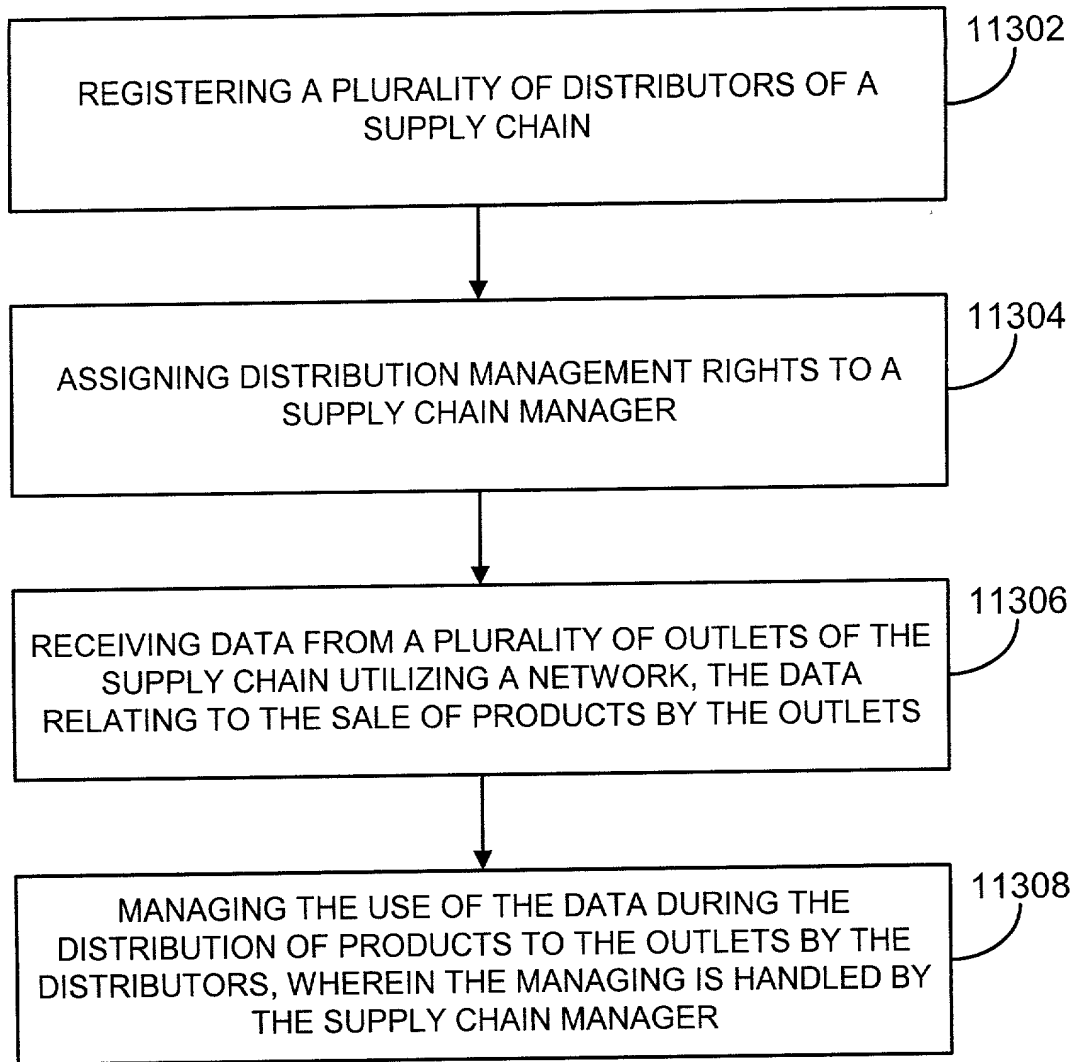 11302
REGISTERING A PLURALITY OF DISTRIBUTORS OF A
SUPPLY CHAIN
11304
ASSIGNING DISTRIBUTION MANAGEMENT RIGHTS TO A
SUPPLY CHAIN MANAGER
11306
RECEIVING DATA FROM A PLURALITY OF OUTLETS OF THE
SUPPLY CHAIN UTILIZING A NETWORK, THE DATA
RELATING TO THE SALE OF PRODUCTS BY THE OUTLETS
11308
MANAGING THE USE OF THE DATA DURING THE
DISTRIBUTION OF PRODUCTS TO THE OUTLETS BY THE
DISTRIBUTORS, WHEREIN THE MANAGING IS HANDLED BY
THE SUPPLY CHAIN MANAGER